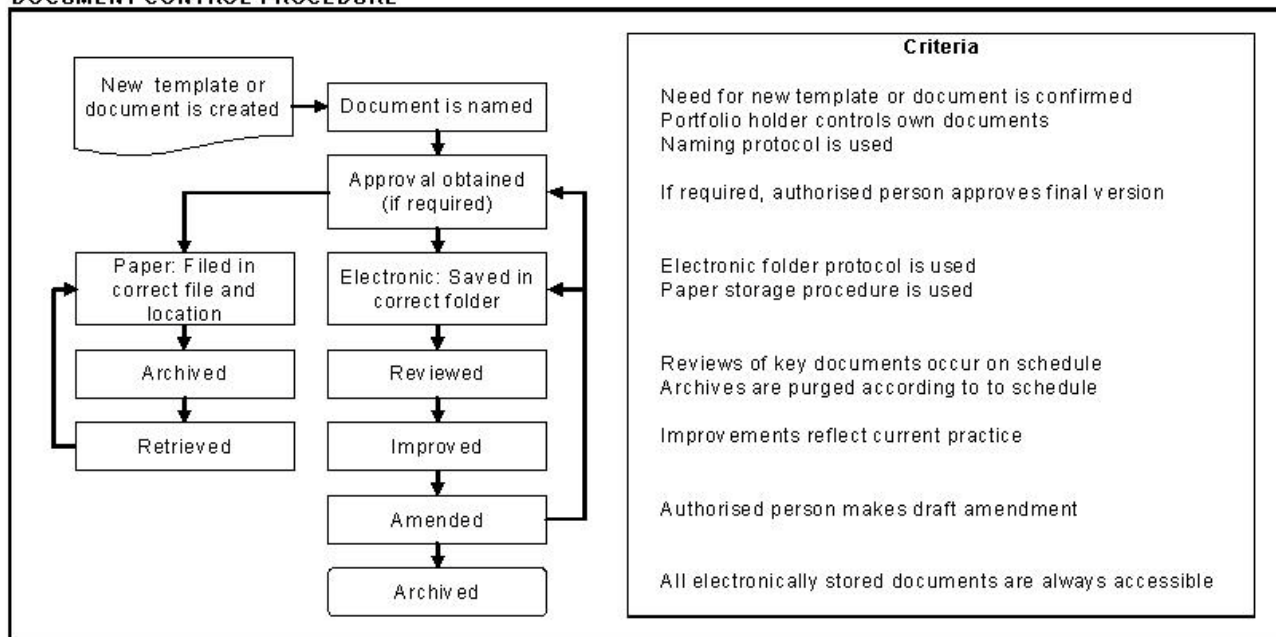 DOCUMENT CONTROL PROCEDURE
New template or
document is created
Document is named
Approval obtained
(if required)
Paper: Filed in
correct file and
location
Electronic: Saved in
correct folder
Archived
Reviewed
Retrieved
Improved
Amended
Archived
Criteria
Need for new template or document is confirmed
Portfolio holder controls own documents
Naming protocol is used
If required, authorised person approves final version
Electronic folder protocol is used
Paper storage procedure is used
Reviews of key documents occur on schedule
Archives are purged according to to schedule
Improvements reflect current practice
Authorised person makes draft amendment
All electronically stored documents are always accessible